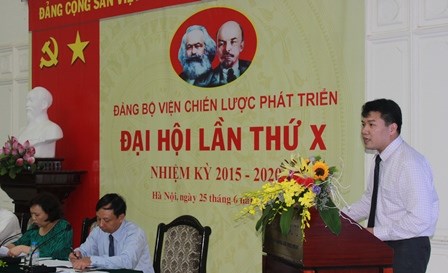 ĐẢNG CỘNG SẢN VIỆT
ĐẢNG BỘ VIỆN CHIẾN LƯỢC PHÁT TRIỂN
ĐẠI HỘI LẦN THỨ X
NHIỆM KỲ 2015 - 2020
Hà Nội, ngày 25 tháng 6